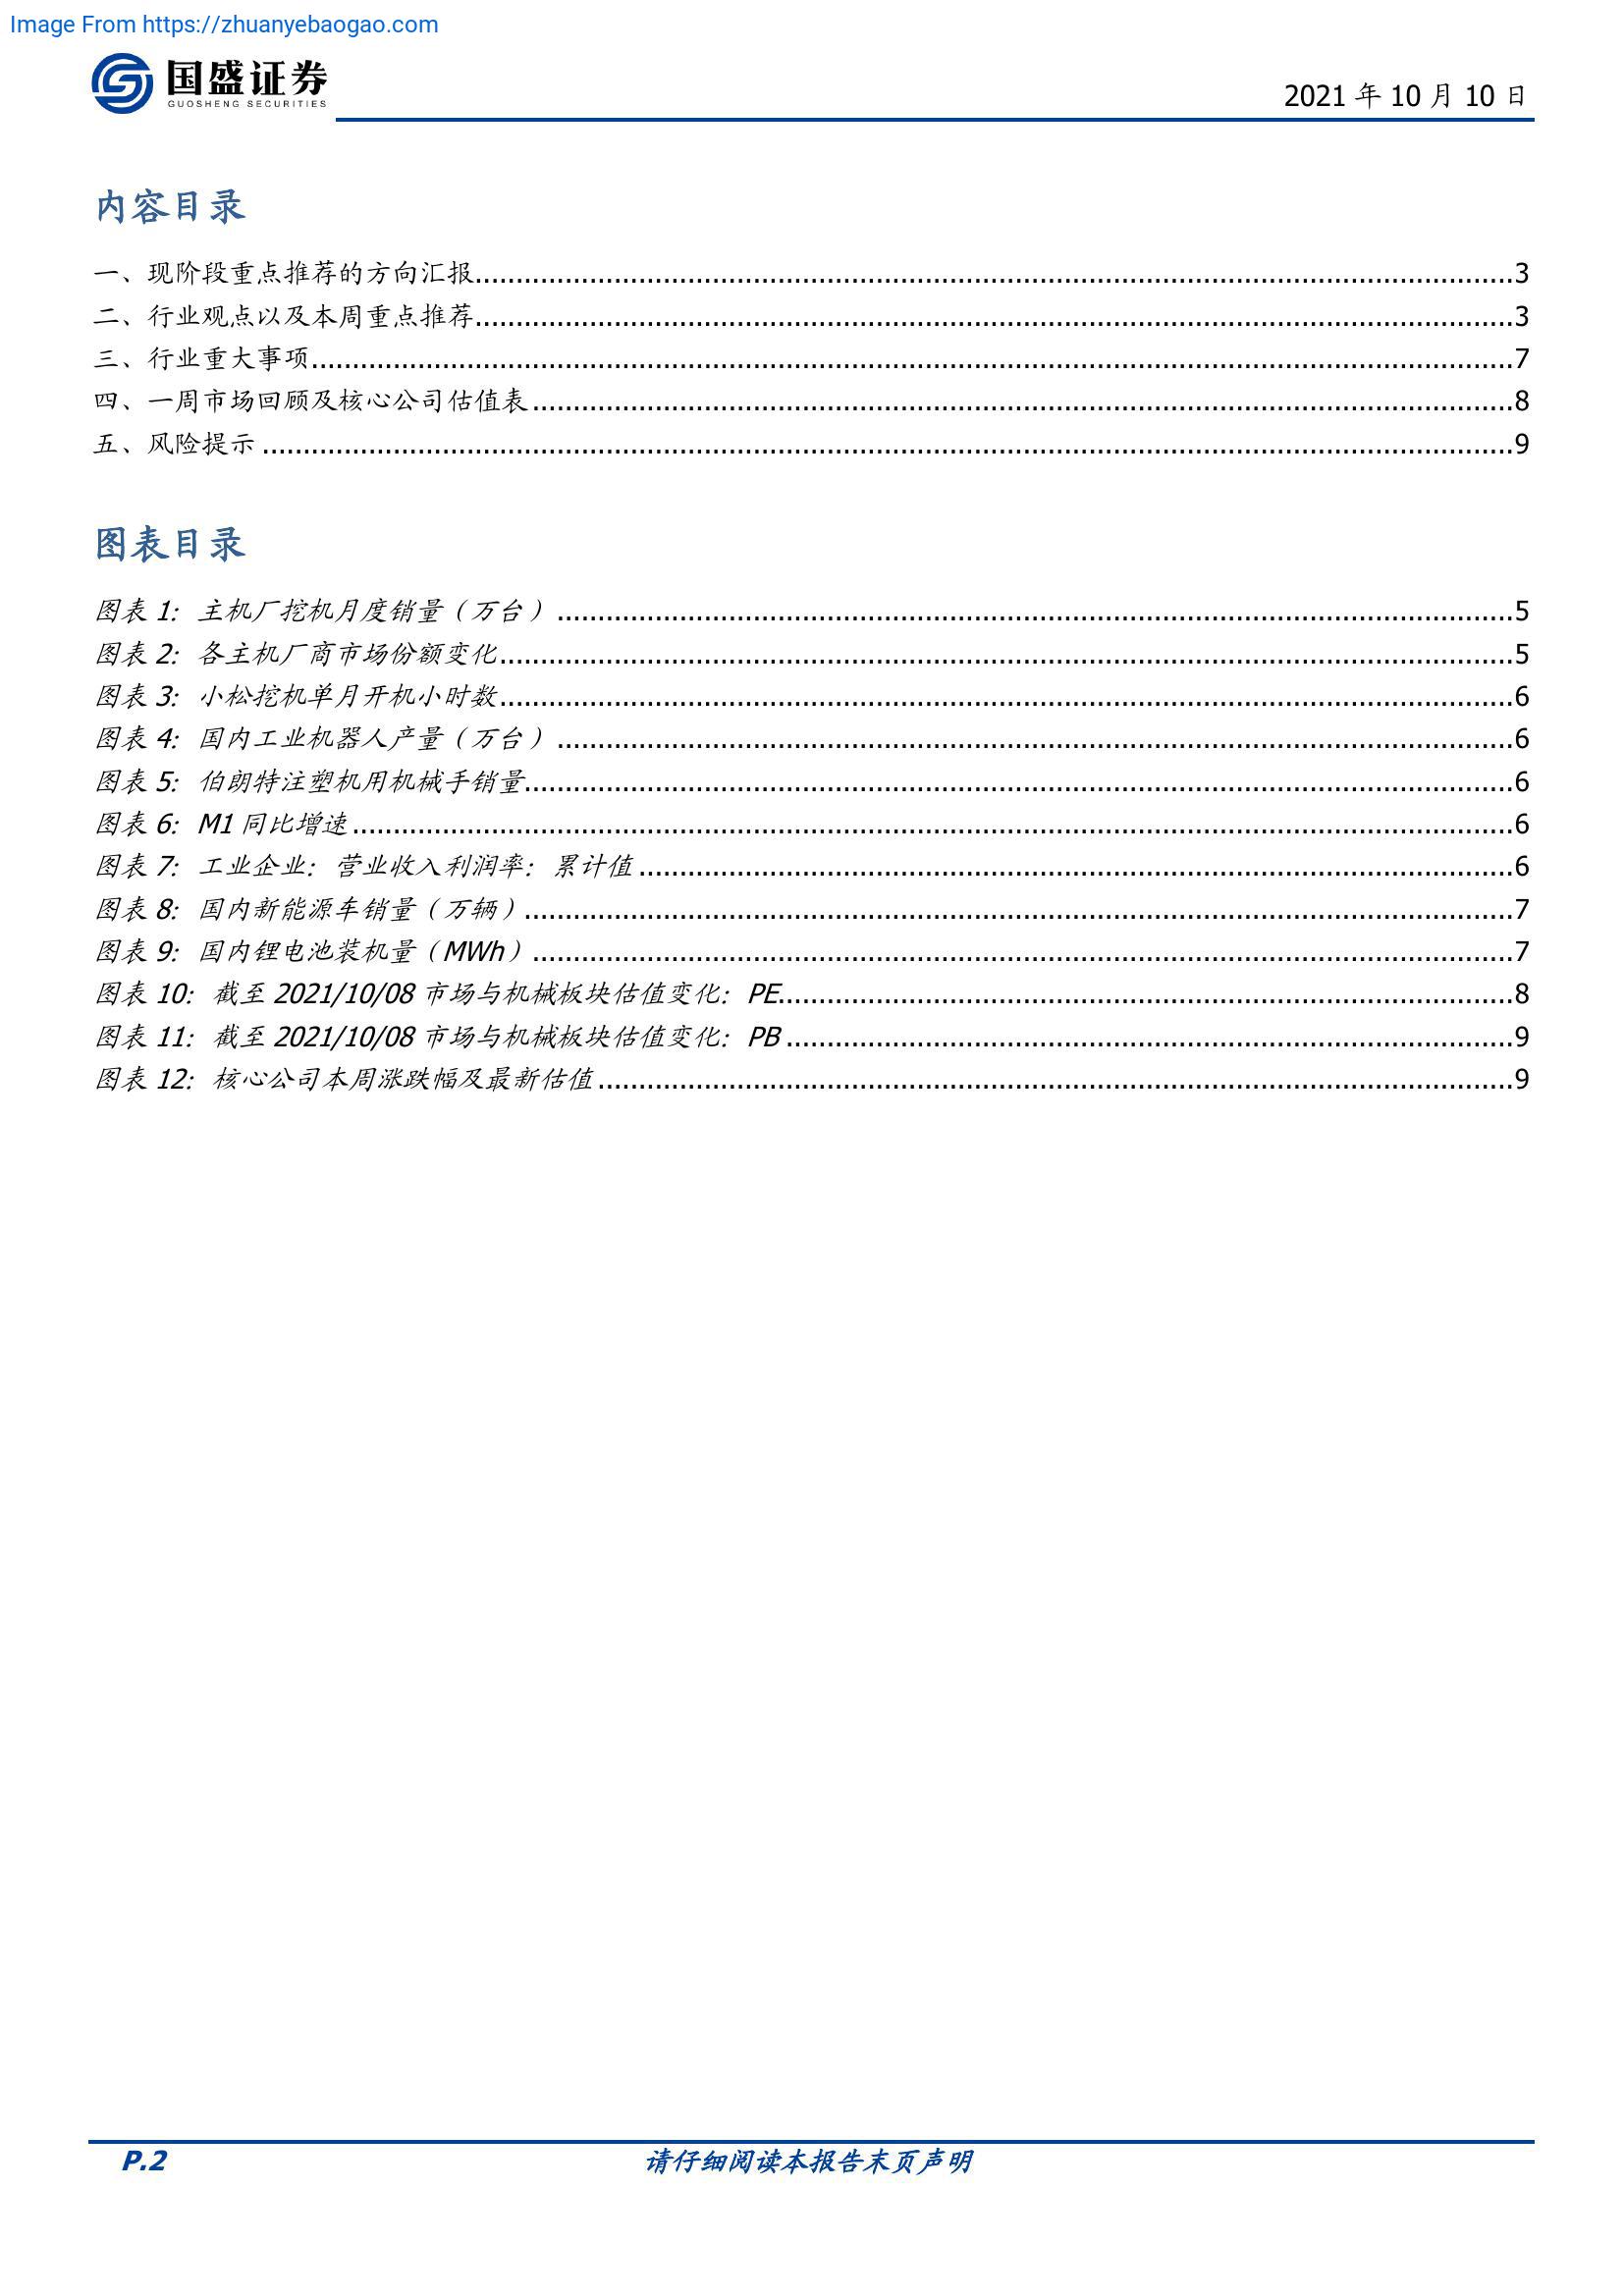 Image From https://zhuanyebaogao.com
国盛证券
GUOSHENG SECURITIES
2021 年 10 月 10 日
内容目录
一、现阶段重点推荐的方向汇报 3
二、行业观点以及本周重点推荐 3
三、行业重大事项 7
四、一周市场回顾及核心公司估值表 8
五、风险提示 9
图表目录
图表 1：主机厂挖机月度销量（万台） 5
图表 2：各主机厂商市场份额变化 5
图表 3：小松挖机单月开机小时数 6
图表 4：国内工业机器人产量（万台） 6
图表 5：伯朗特注塑机用机械手销量 6
图表 6：M1 同比增速 6
图表 7：工业企业：营业收入利润率：累计值 6
图表 8：国内新能源车销量（万辆） 7
图表 9：国内锂电池装机量（MWh） 7
图表 10：截至 2021/10/08 市场与机械板块估值变化：PE 8
图表 11：截至 2021/10/08 市场与机械板块估值变化：PB 9
图表 12：核心公司本周涨跌幅及最新估值 9
P.2
请仔细阅读本报告末页声明